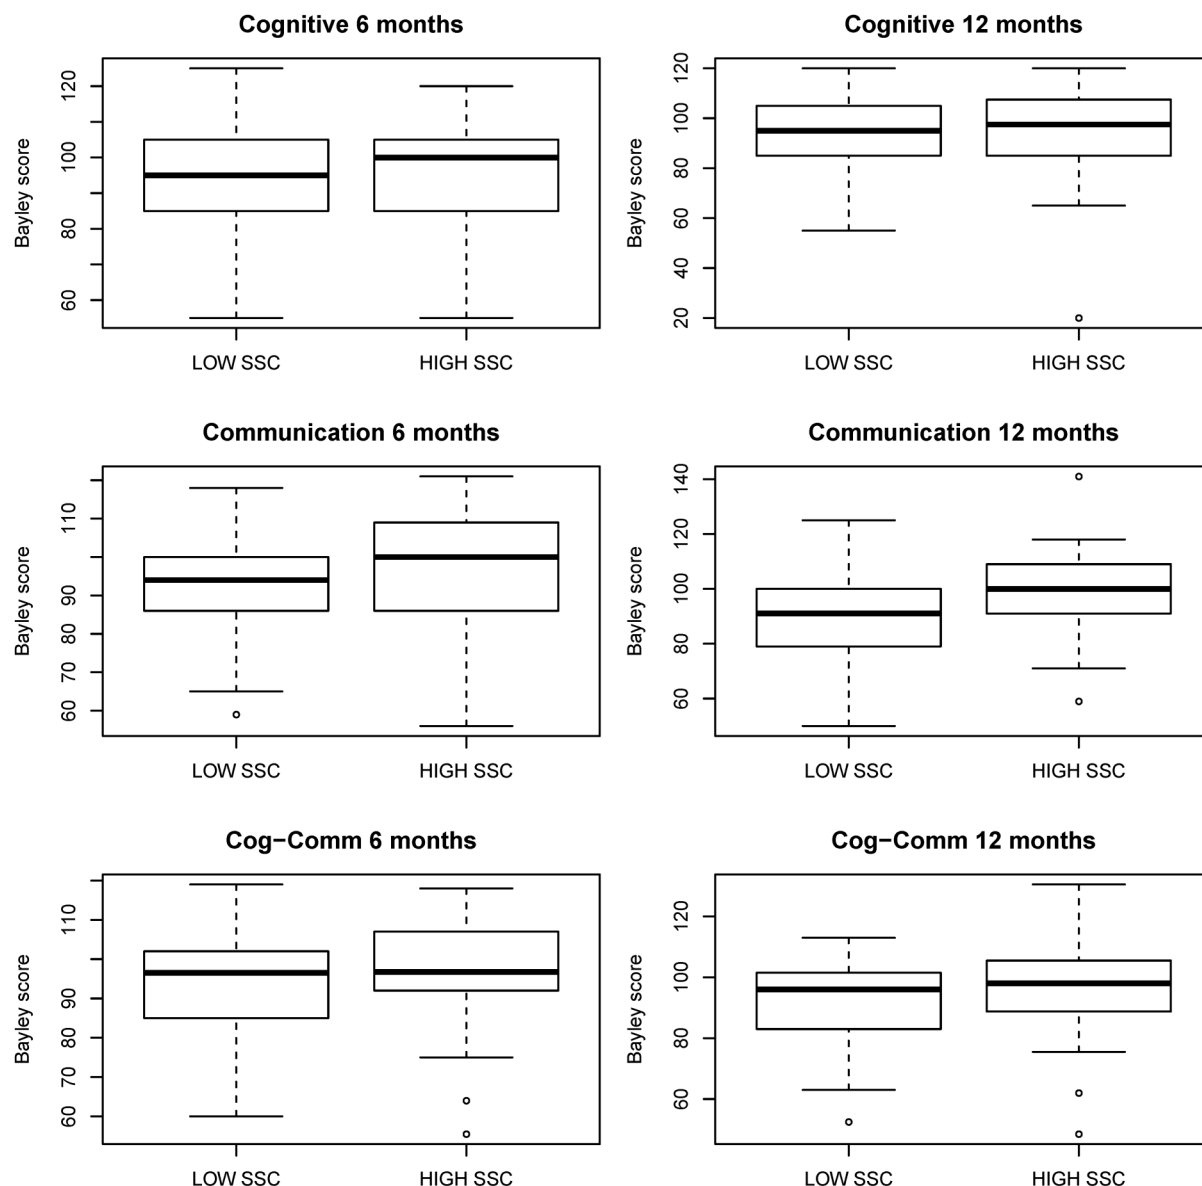 Cognitive 6 months
Bayley score
120
100
80
60
LOW SSC HIGH SSC
Cognitive 12 months
Bayley score
120
100
80
60
40
20
LOW SSC HIGH SSC
Communication 6 months
Bayley score
110
90
80
70
60
LOW SSC HIGH SSC
Communication 12 months
Bayley score
140
120
100
80
60
LOW SSC HIGH SSC
Cog−Comm 6 months
Bayley score
110
90
80
70
60
LOW SSC HIGH SSC
Cog−Comm 12 months
Bayley score
120
100
80
60
LOW SSC HIGH SSC